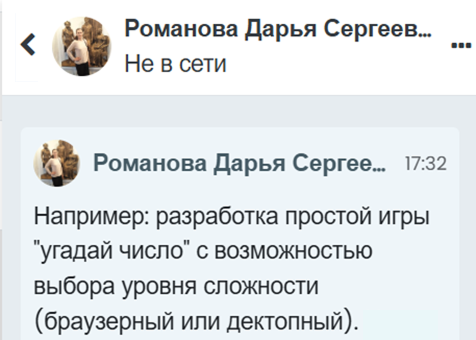 Романова Дарья Сергеев...
Не в сети
Романова Дарья Сергее...
17:32
Например: разработка простой игры
"угадай число" с возможностью
выбора уровня сложности
(браузерный или дектопный).